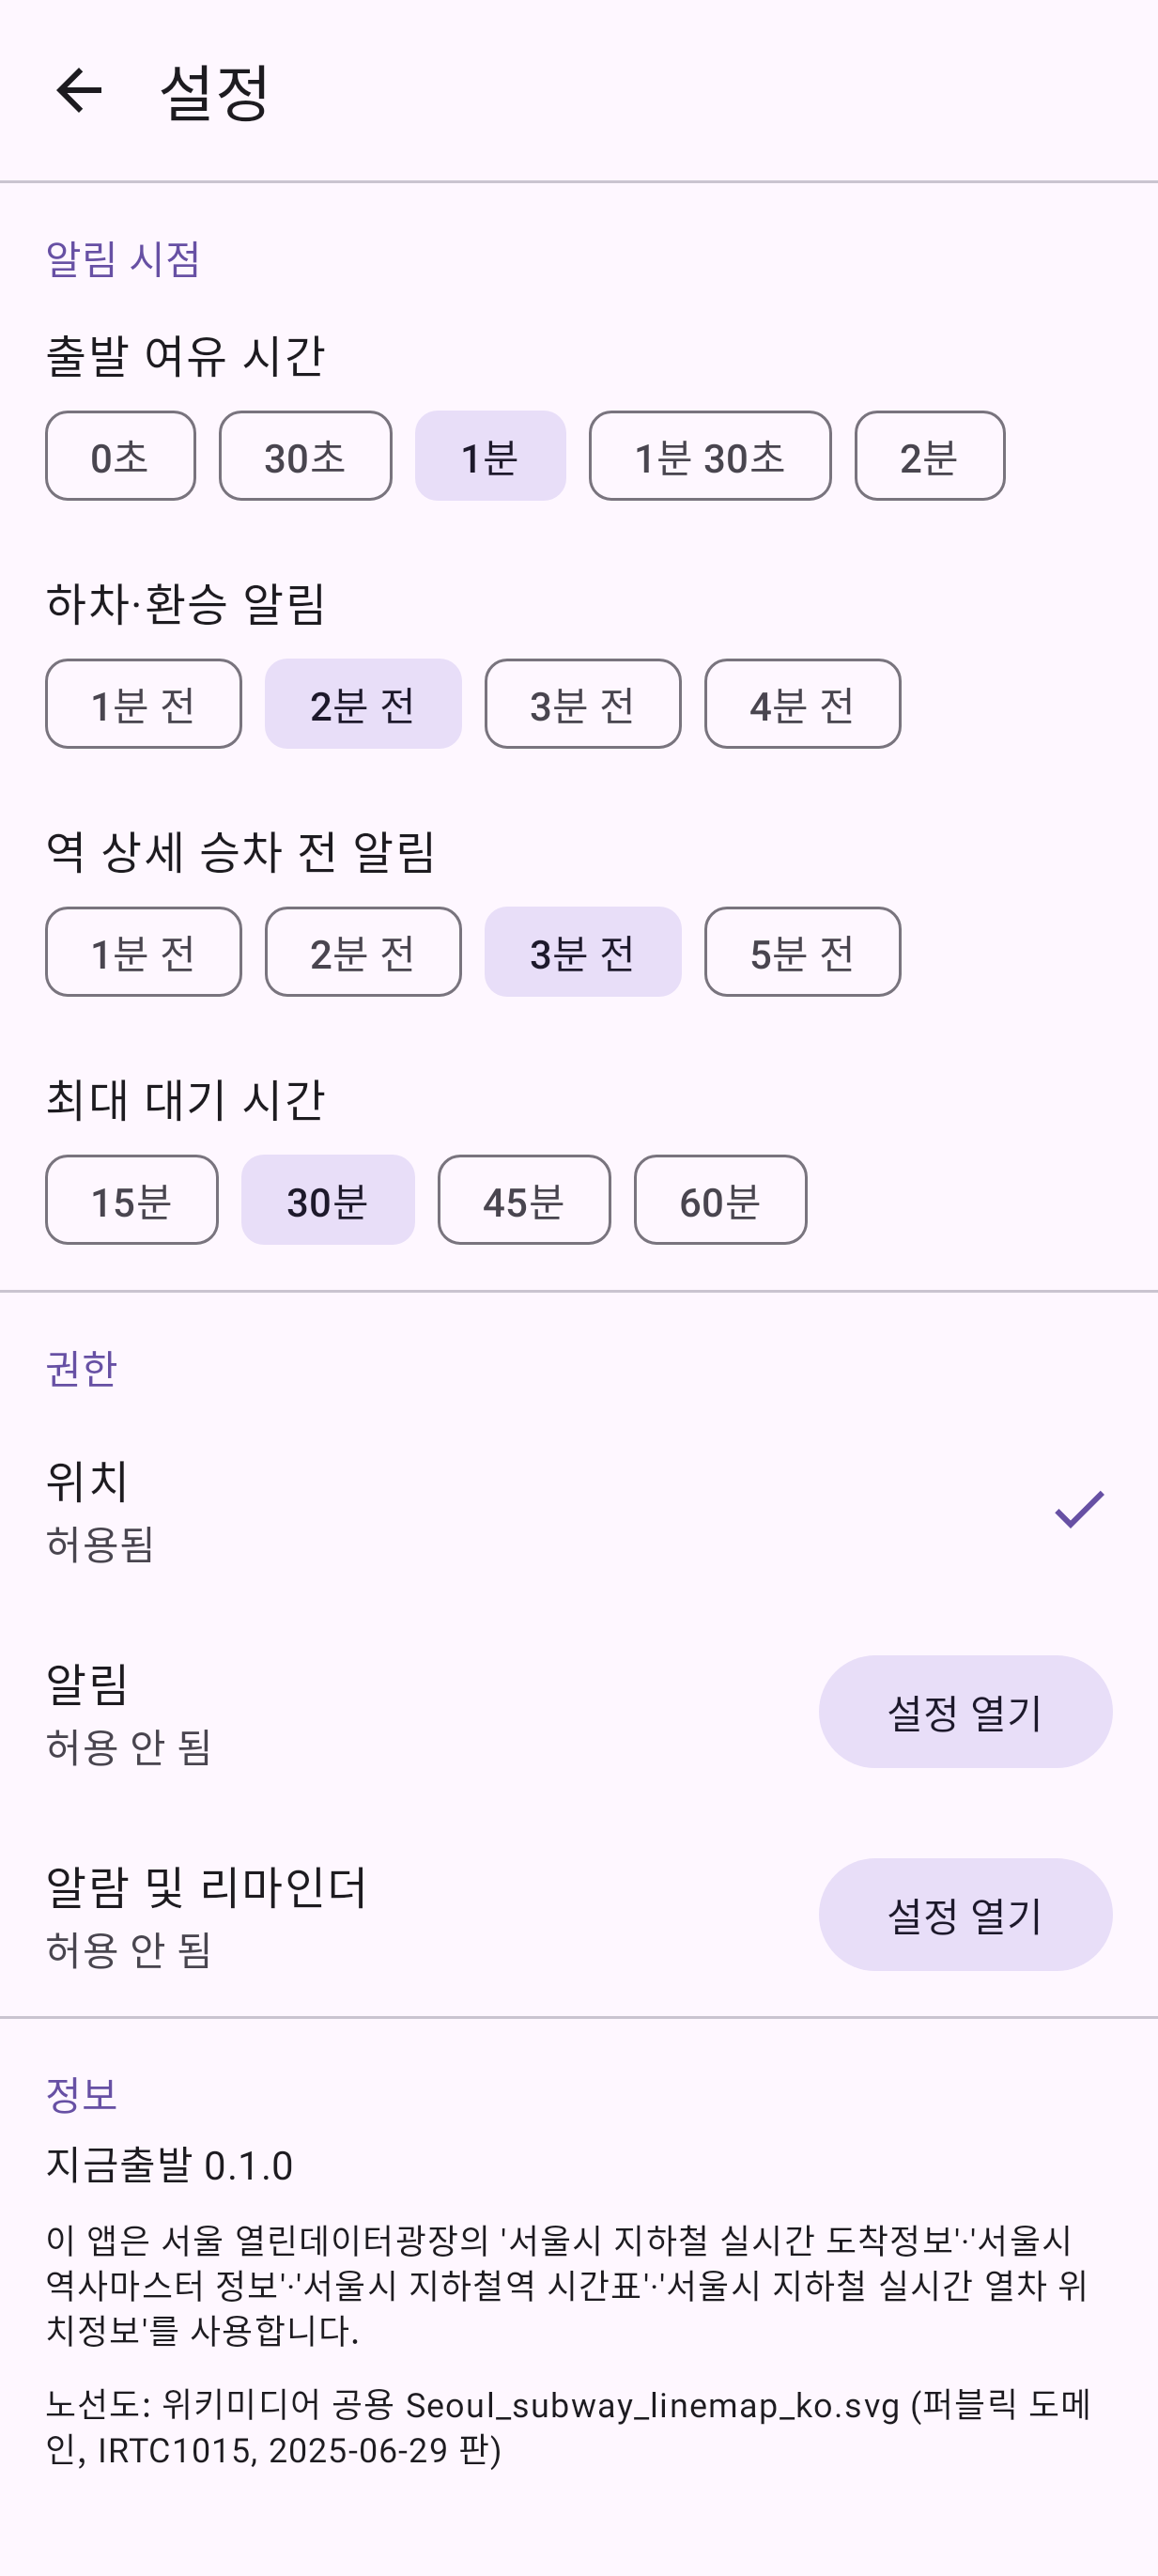 설정
알림 시점
출발 여유 시간
0초 30초 1분 1분 30초 2분
하차·환승 알림
1분 전 2분 전 3분 전 4분 전
역 상세 승차 전 알림
1분 전 2분 전 3분 전 5분 전
최대 대기 시간
15분 30분 45분 60분
권한
위치
허용됨
알림
허용 안 됨
설정 열기
알람 및 리마인더
허용 안 됨
설정 열기
정보
지금출발 0.1.0
이 앱은 서울 열린데이터광장의 '서울시 지하철 실시간 도착정보'·'서울시
역사마스터 정보'·'서울시 지하철역 시간표'·'서울시 지하철 실시간 열차 위
치정보'를 사용합니다.
노선도: 위키미디어 공용 Seoul_subway_linemap_ko.svg (퍼블릭 도메
인, IRTC1015, 2025-06-29 판)